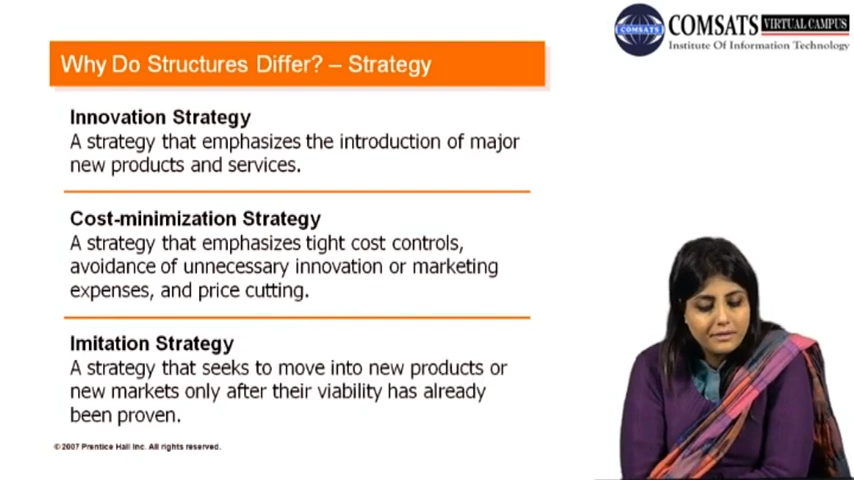 COMSATS VIRTUAL CAMPUS
COMSATS
Institute Of Information Technology
Why Do Structures Differ? – Strategy
Innovation Strategy
A strategy that emphasizes the introduction of major
new products and services.
Cost-minimization Strategy
A strategy that emphasizes tight cost controls,
avoidance of unnecessary innovation or marketing
expenses, and price cutting.
Imitation Strategy
A strategy that seeks to move into new products or
new markets only after their viability has already
been proven.
© 2007 Prentice Hall Inc. All rights reserved.